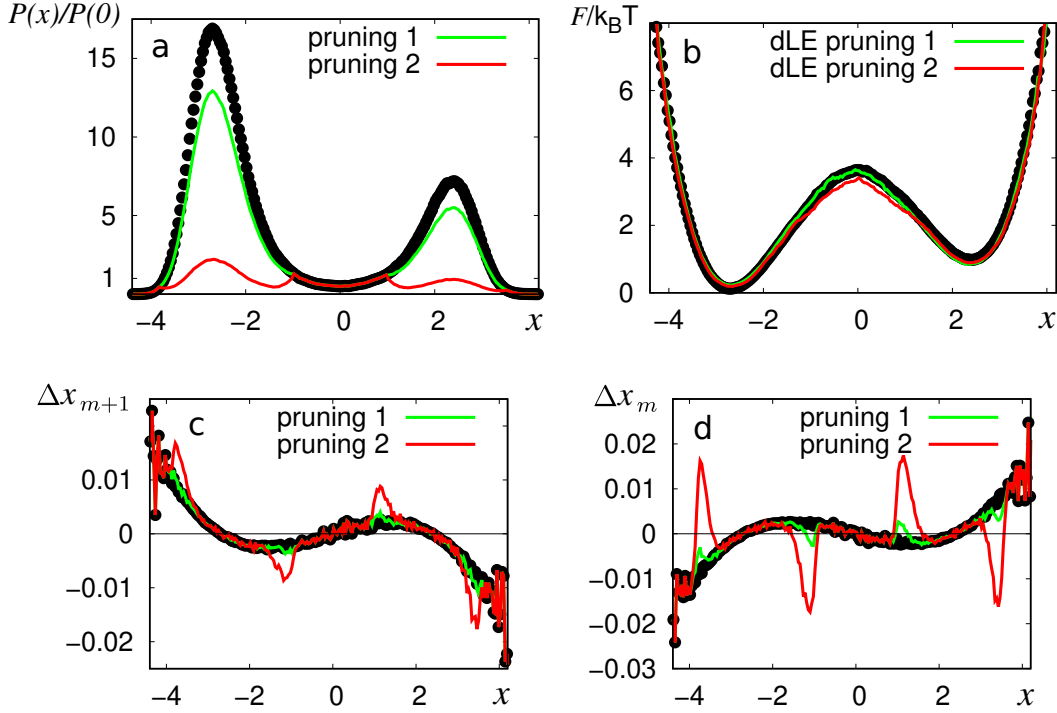 P(x)/P(0)
a
pruning 1
pruning 2
15
10
5
1
−4
−2
0
2
x
F/k_BT
b
dLE pruning 1
dLE pruning 2
6
4
2
0
−4
−2
0
2
x
Δx_{m+1}
c
pruning 1
pruning 2
0.01
0
−0.01
−0.02
−4
−2
0
2
4
x
Δx_m
d
pruning 1
pruning 2
0.02
0.01
0
−0.01
−0.02
−0.03
−4
−2
0
2
4
x